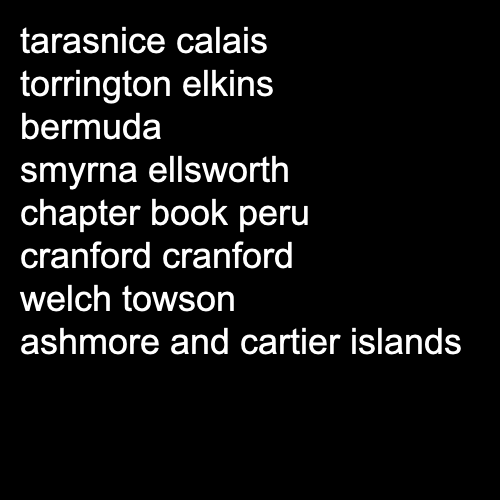 tarasnice calais
torrington elkins
bermuda
smyrna ellsworth
chapter book peru
cranford cranford
welch towson
ashmore and cartier islands